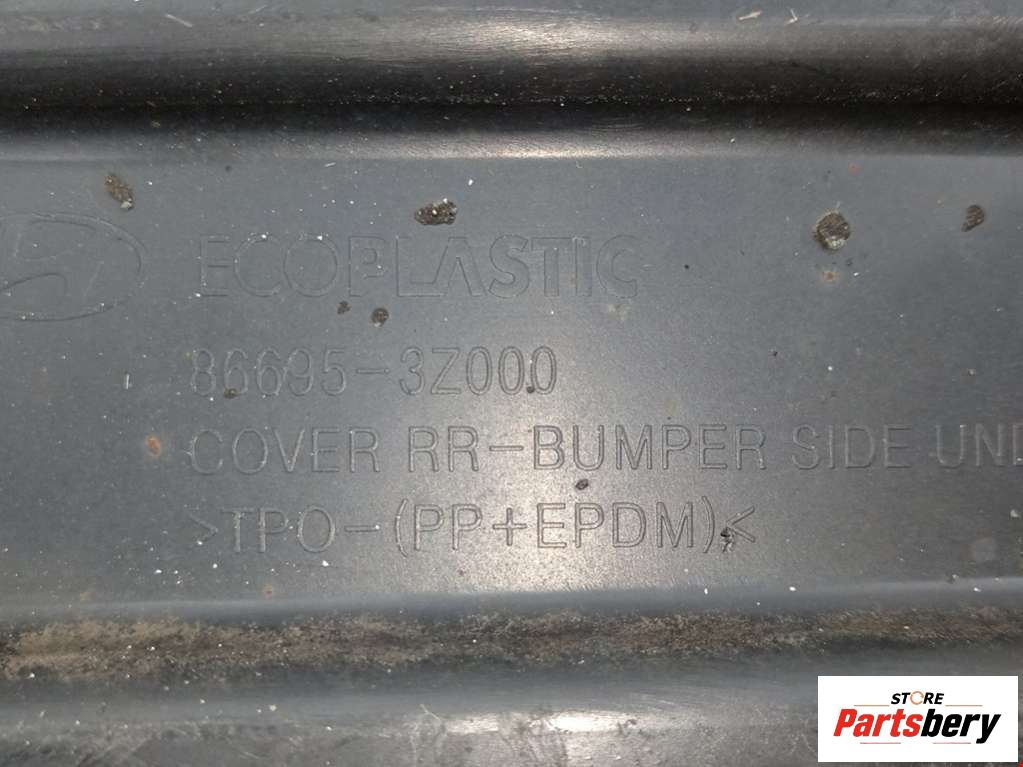 ECOPLASTIC
86695-3Z000
COVER RR-BUMPER SIDE UND
>TPO-(PP+EPDM)<
STORE
Partsbery